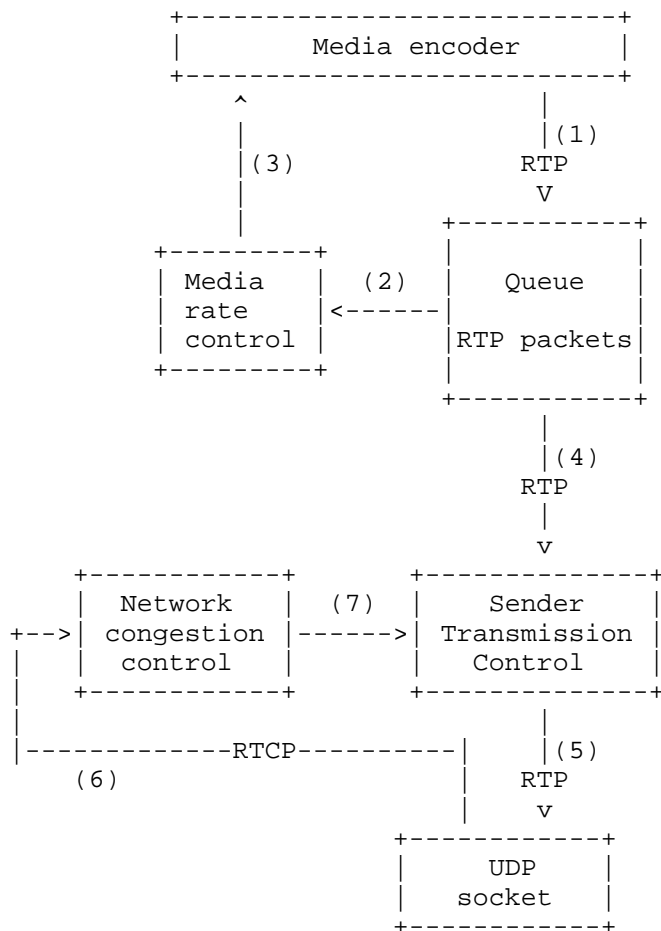 Media encoder
(1)
(3)
RTP
V
Media (2) Queue
rate
control RTP packets
(4)
RTP
v
Network (7) Sender
congestion Transmission
control Control
RTCP (5)
(6) RTP
v
UDP
socket